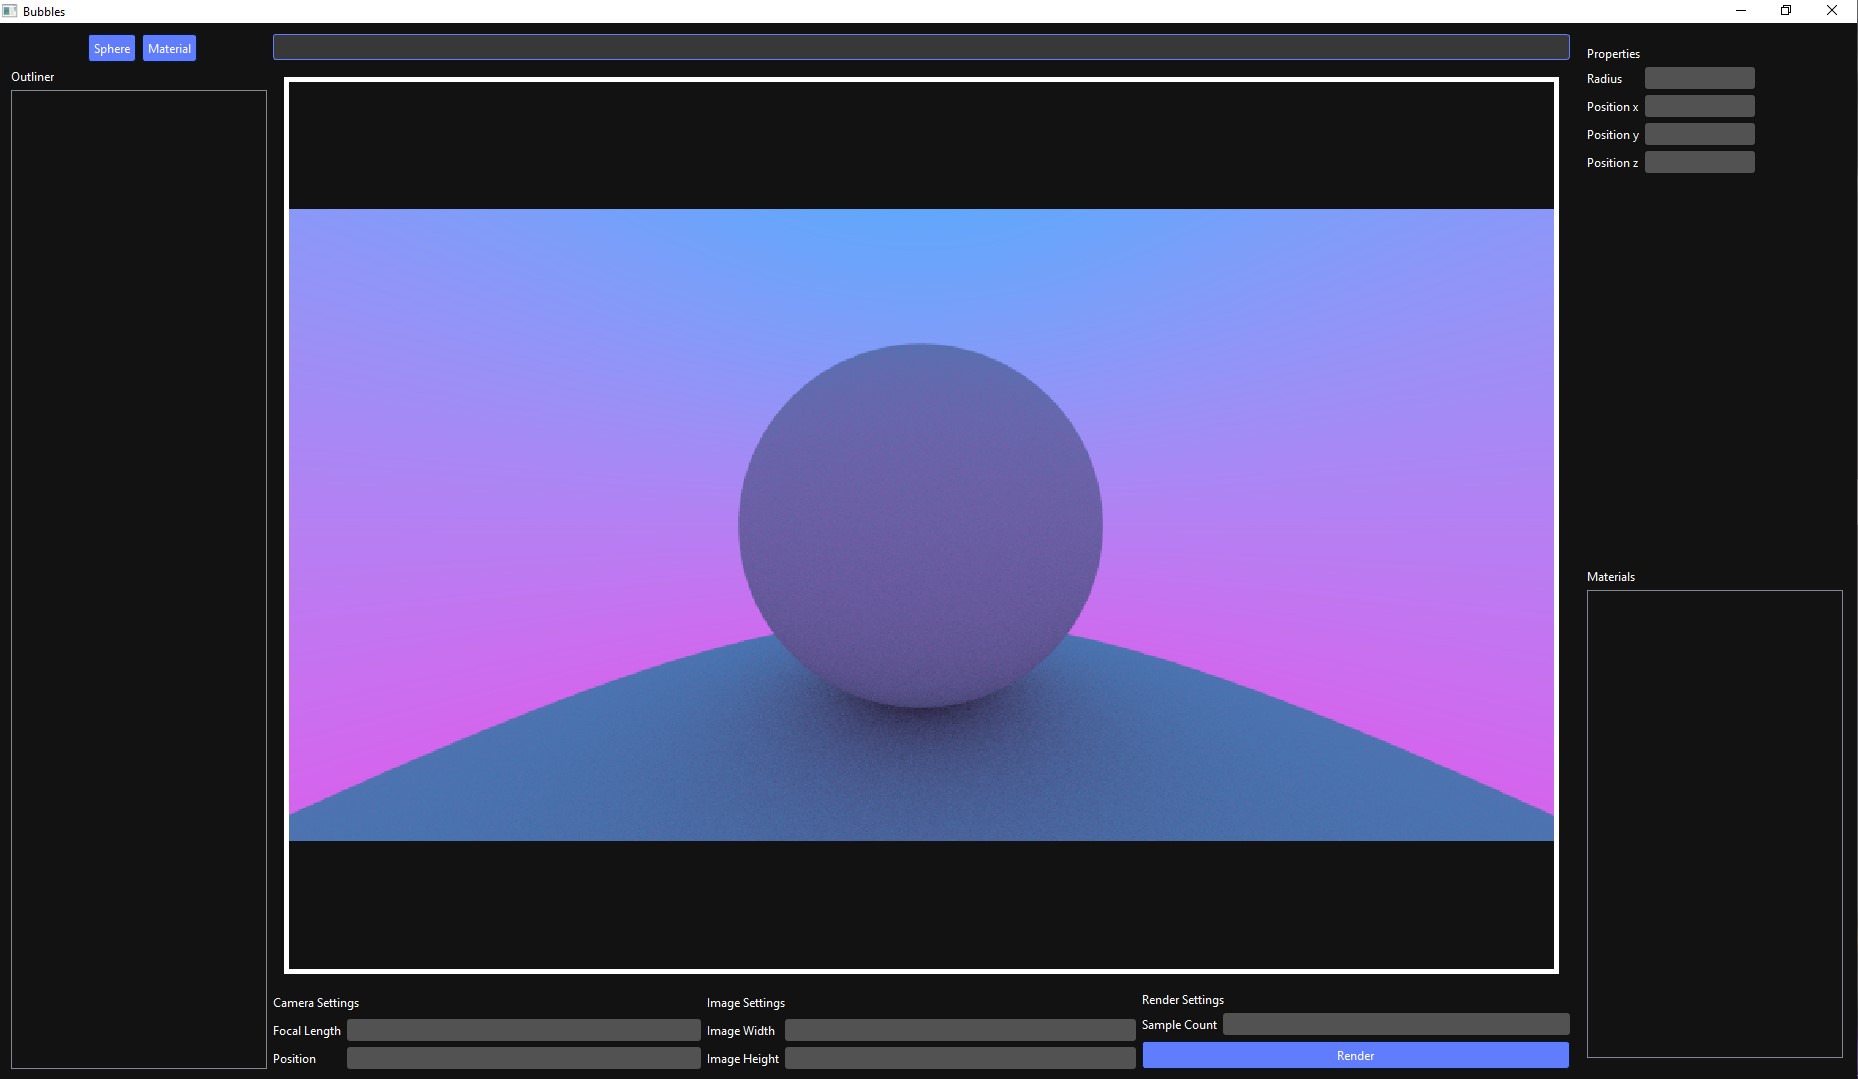 Bubbles
Sphere Material
Outliner
Properties
Radius
Position x
Position y
Position z
Materials
Camera Settings
Focal Length
Position
Image Settings
Image Width
Image Height
Render Settings
Sample Count
Render